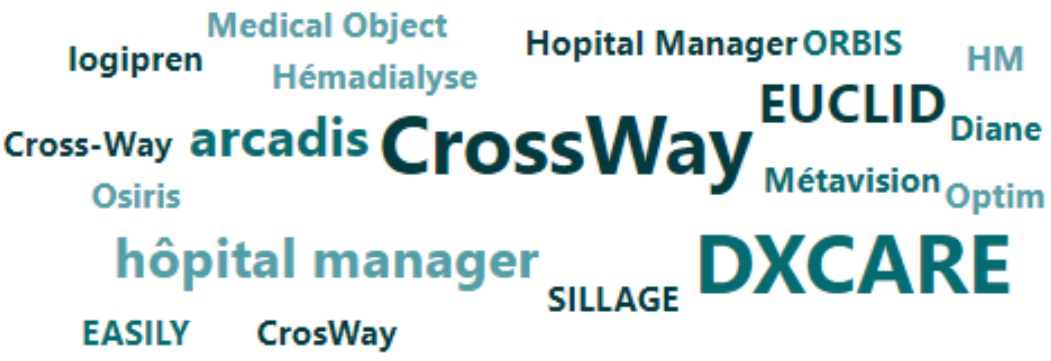 Medical Object
logipren
Hopital Manager
ORBIS
HM
Hémadialyse
EUCLID
Cross-Way
arcadis
CrossWay
Diane
Osiris
Métavision
Optim
hôpital manager
DXCARE
SILLAGE
EASILY
CrosWay